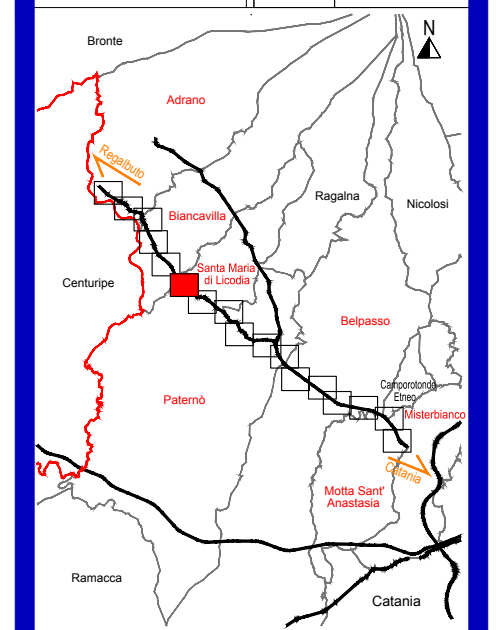 N
Bronte
Adrano
Regalbuto
Ragalna
Nicolosi
Biancavilla
Santa Maria
di Licodia
Centuripe
Belpasso
Camporotondo
Etneo
Paternò
Misterbianco
Catania
Motta Sant'
Anastasia
Ramacca
Catania